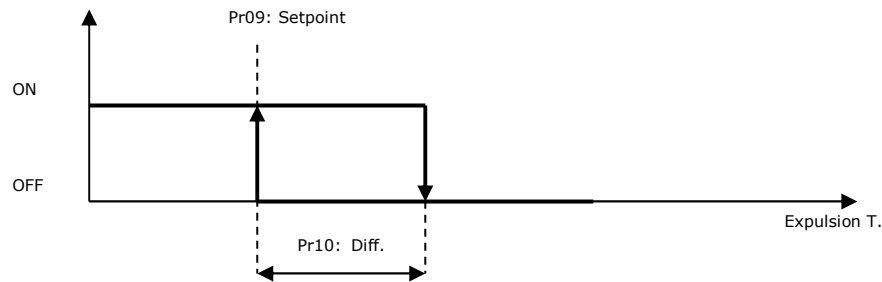 Pr09: Setpoint
ON
OFF
Expulsion T.
Pr10: Diff.